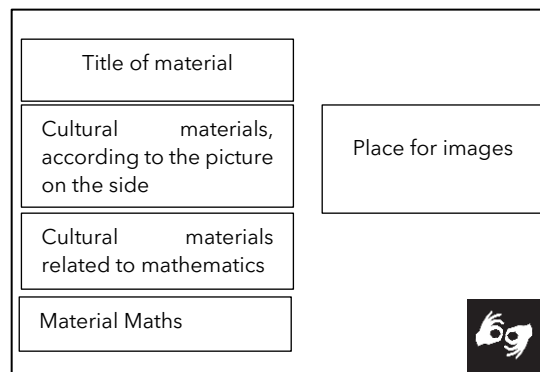 Title of material
Cultural materials,
according to the picture
on the side
Place for images
Cultural materials
related to mathematics
Material Maths